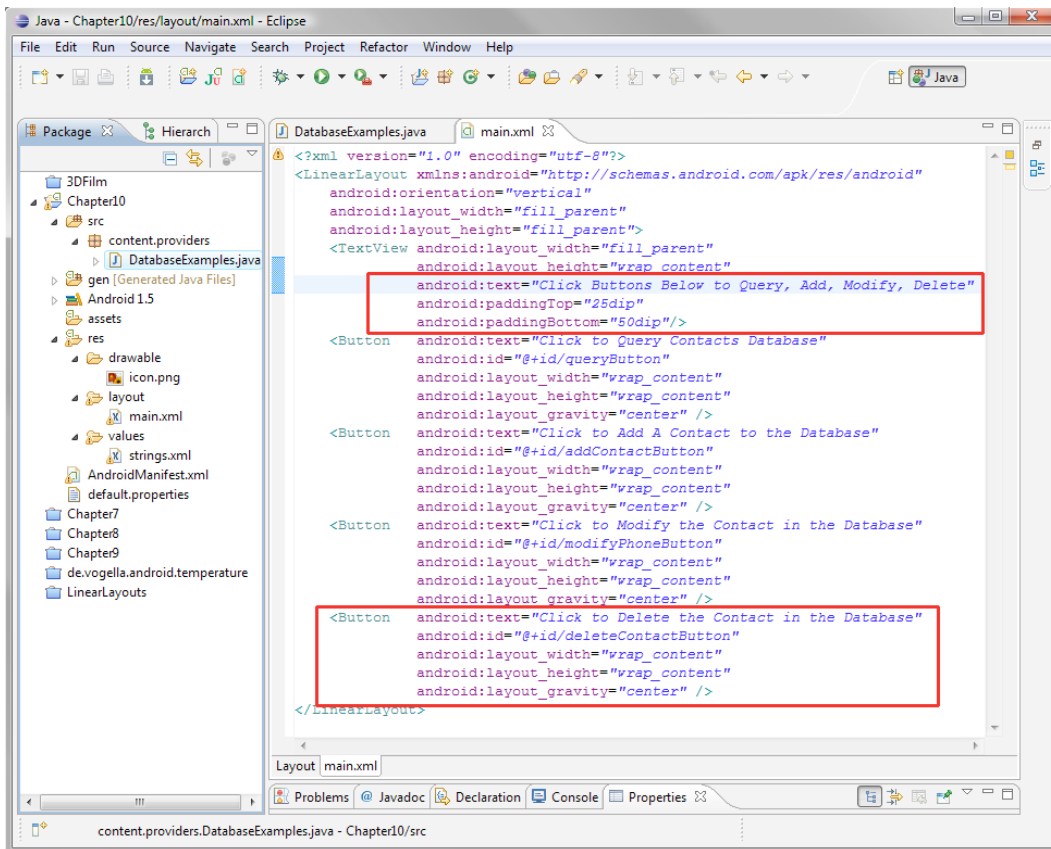 Java - Chapter10/res/layout/main.xml - Eclipse
File Edit Run Source Navigate Search Project Refactor Window Help
Java
Package Hierarch
3DFilm
Chapter10
src
content.providers
DatabaseExamples.java
gen [Generated Java Files]
Android 1.5
assets
res
drawable
icon.png
layout
main.xml
values
strings.xml
AndroidManifest.xml
default.properties
Chapter7
Chapter8
Chapter9
de.vogella.android.temperature
LinearLayouts
DatabaseExamples.java main.xml
<?xml version="1.0" encoding="utf-8"?>
<LinearLayout xmlns:android="http://schemas.android.com/apk/res/android"
android:orientation="vertical"
android:layout_width="fill_parent"
android:layout_height="fill_parent">
<TextView android:layout_width="fill_parent"
android:layout_height="wrap_content"
android:text="Click Buttons Below to Query, Add, Modify, Delete"
android:paddingTop="25dip"
android:paddingBottom="50dip"/>
<Button android:text="Click to Query Contacts Database"
android:id="@+id/queryButton"
android:layout_width="wrap_content"
android:layout_height="wrap_content"
android:layout_gravity="center" />
<Button android:text="Click to Add A Contact to the Database"
android:id="@+id/addContactButton"
android:layout_width="wrap_content"
android:layout_height="wrap_content"
android:layout_gravity="center" />
<Button android:text="Click to Modify the Contact in the Database"
android:id="@+id/modifyPhoneButton"
android:layout_width="wrap_content"
android:layout_height="wrap_content"
android:layout_gravity="center" />
<Button android:text="Click to Delete the Contact in the Database"
android:id="@+id/deleteContactButton"
android:layout_width="wrap_content"
android:layout_height="wrap_content"
android:layout_gravity="center" />
</LinearLayout>
Layout main.xml
Problems @ Javadoc Declaration Console Properties
content.providers.DatabaseExamples.java - Chapter10/src